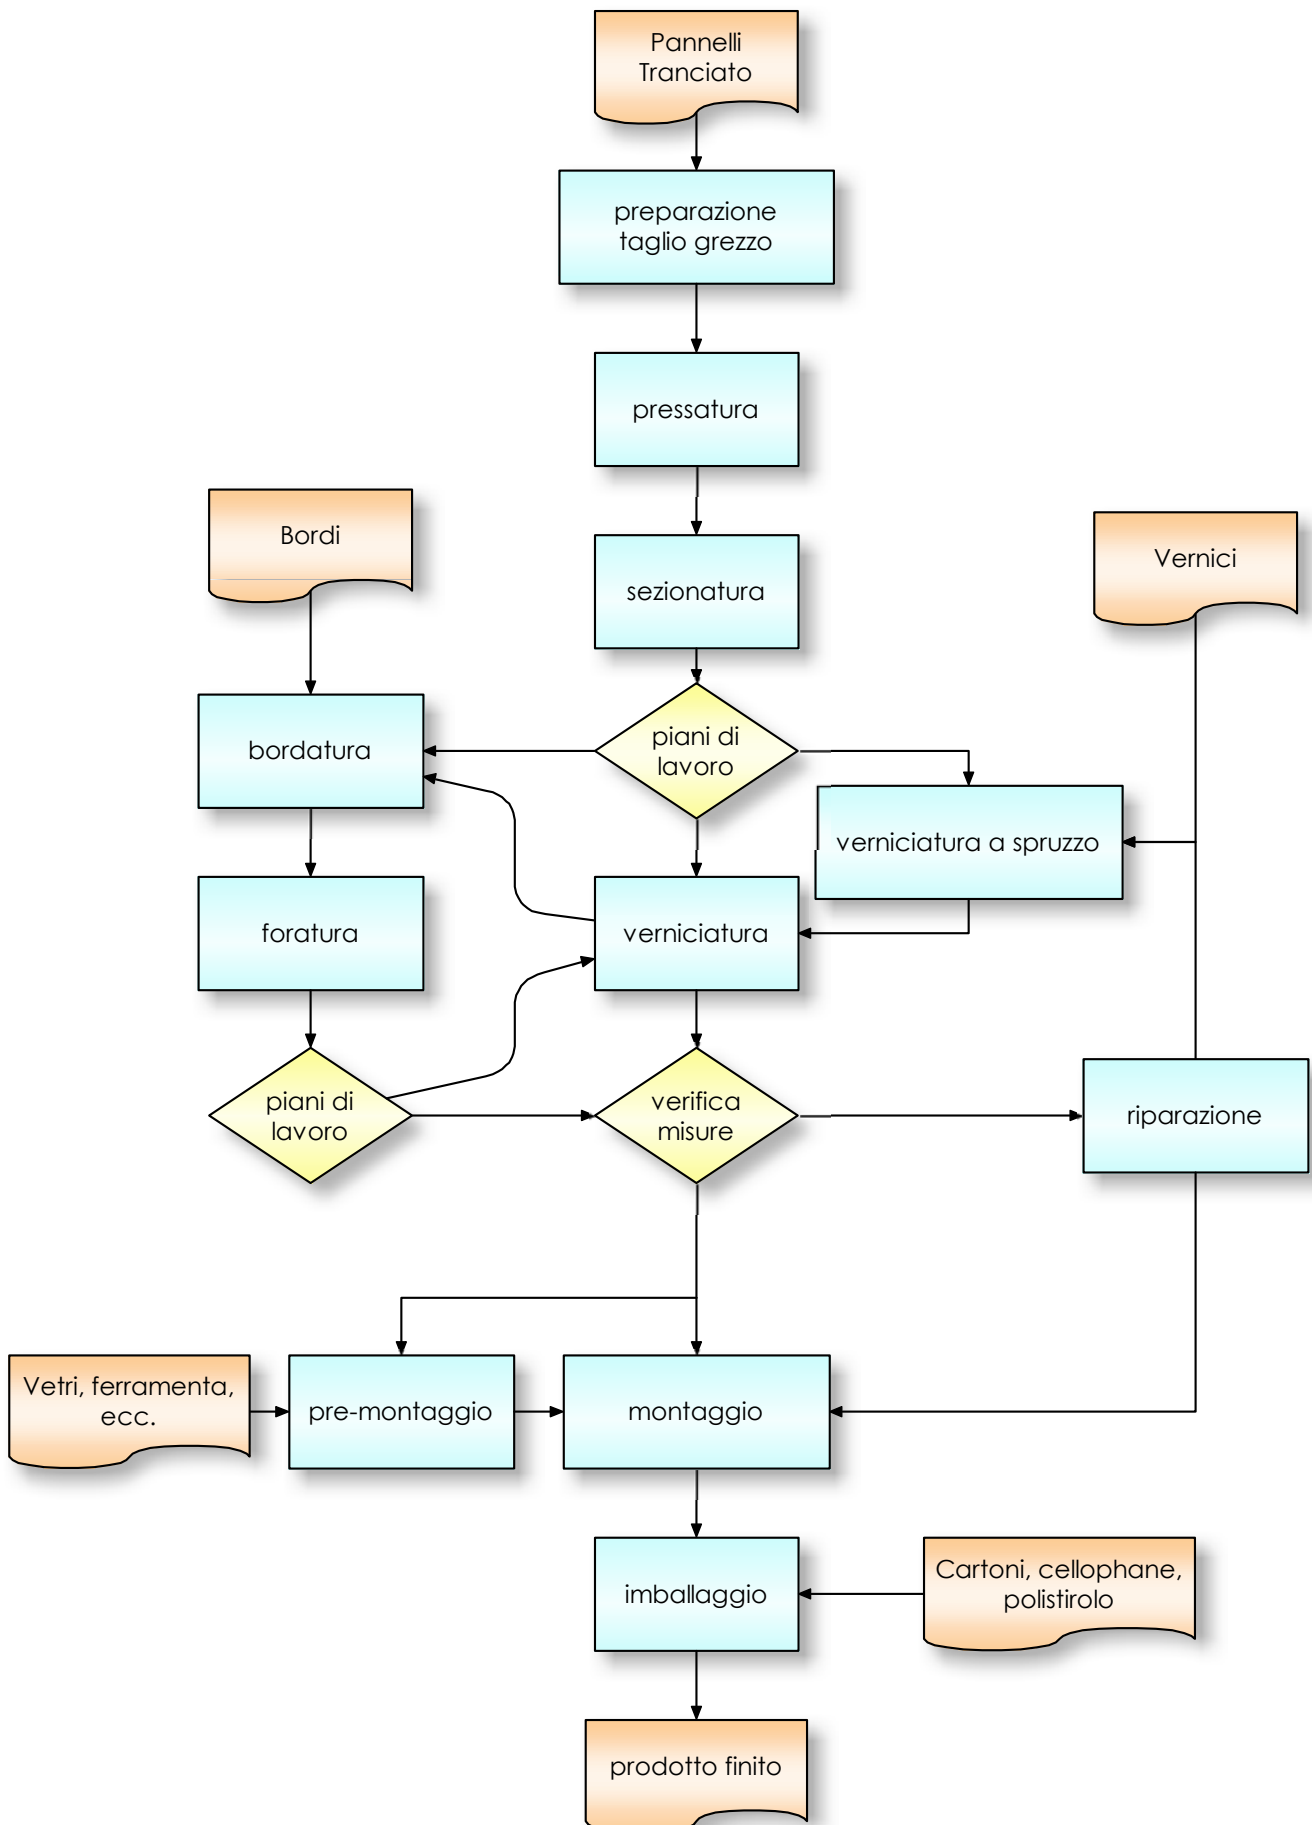 Pannelli
Tranciato
preparazione
taglio grezzo
pressatura
Bordi
sezionatura
Vernici
bordatura
piani di
lavoro
verniciatura a spruzzo
foratura
verniciatura
piani di
lavoro
verifica
misure
riparazione
Vetri, ferramenta,
ecc.
pre-montaggio
montaggio
imballaggio
Cartoni, cellophane,
polistirolo
prodotto finito